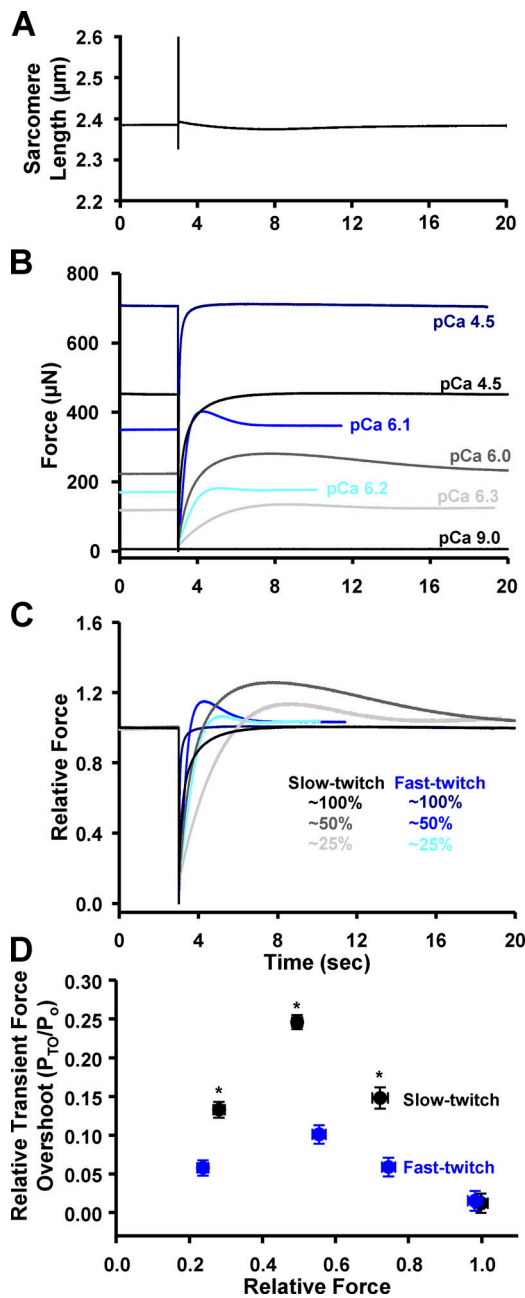 A
Sarcomere
Length (µm)
2.6
2.5
2.4
2.3
2.2
0 4 8 12 16 20
B
Force (µN)
800
600
400
200
0
pCa 4.5
pCa 4.5
pCa 6.1
pCa 6.0
pCa 6.2
pCa 6.3
pCa 9.0
0 4 8 12 16 20
C
Relative Force
1.6
1.2
0.8
0.4
0.0
Slow-twitch Fast-twitch
~100% ~100%
~50% ~50%
~25% ~25%
0 4 8 12 16 20
Time (sec)
D
Relative Transient Force
Overshoot (PTO/Po)
0.30
0.25
0.20
0.15
0.10
0.05
0.00
*
*
*
Slow-twitch
Fast-twitch
0.0 0.2 0.4 0.6 0.8 1.0
Relative Force